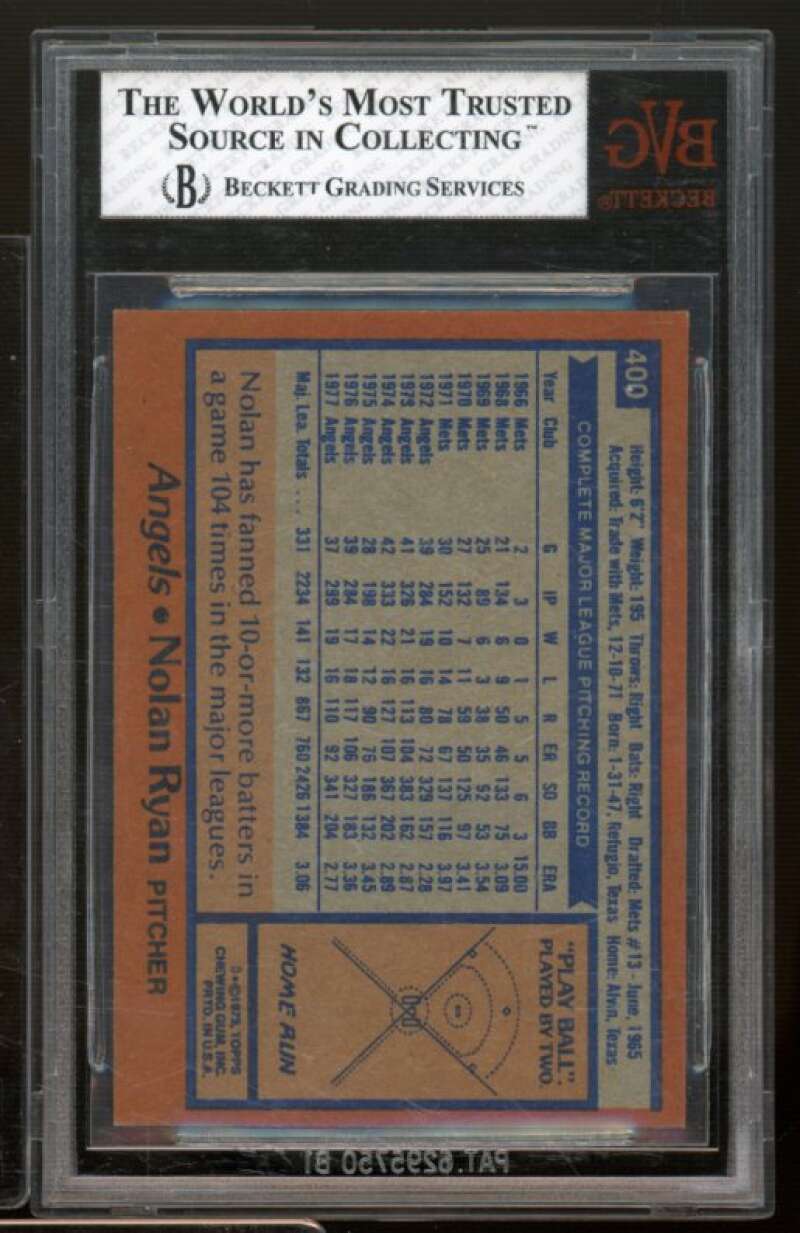 THE WORLD'S MOST TRUSTED
SOURCE IN COLLECTING™
(B) BECKETT GRADING SERVICES
BVG
BECKETT®
400
Height: 6'2" Weight: 195 Throws: Right Bats: Right Drafted: Mets #13 - June, 1965
Acquired: Trade with Mets, 12-10-71 Born: 1-31-47, Refugio, Texas Home: Alvin, Texas
COMPLETE MAJOR LEAGUE PITCHING RECORD
Year Club G IP W L R ER SO BB ERA
1966 Mets 2 3 0 1 5 5 6 3 15.00
1968 Mets 21 134 6 9 50 46 133 75 3.09
1969 Mets 25 89 6 3 38 35 92 53 3.54
1970 Mets 27 132 7 11 59 50 125 97 3.41
1971 Mets 30 152 10 14 78 67 137 116 3.97
1972 Angels 39 284 19 16 80 72 329 157 2.28
1973 Angels 41 326 21 16 113 104 383 162 2.87
1974 Angels 42 333 22 16 127 107 367 202 2.89
1975 Angels 28 198 14 12 90 76 186 132 3.45
1976 Angels 39 284 17 18 117 106 327 183 3.36
1977 Angels 37 299 19 16 110 92 341 204 2.77
Maj. Lea. Totals . . . 331 2234 141 132 867 760 2426 1384 3.06
Nolan has fanned 10-or-more batters in
a game 104 times in the major leagues.
"PLAY BALL"
PLAYED BY TWO.
HOME RUN
©1978, TOPPS
CHEWING GUM, INC.
PRTD. IN U.S.A.
Angels • Nolan Ryan PITCHER
PAT. 6295750 B1